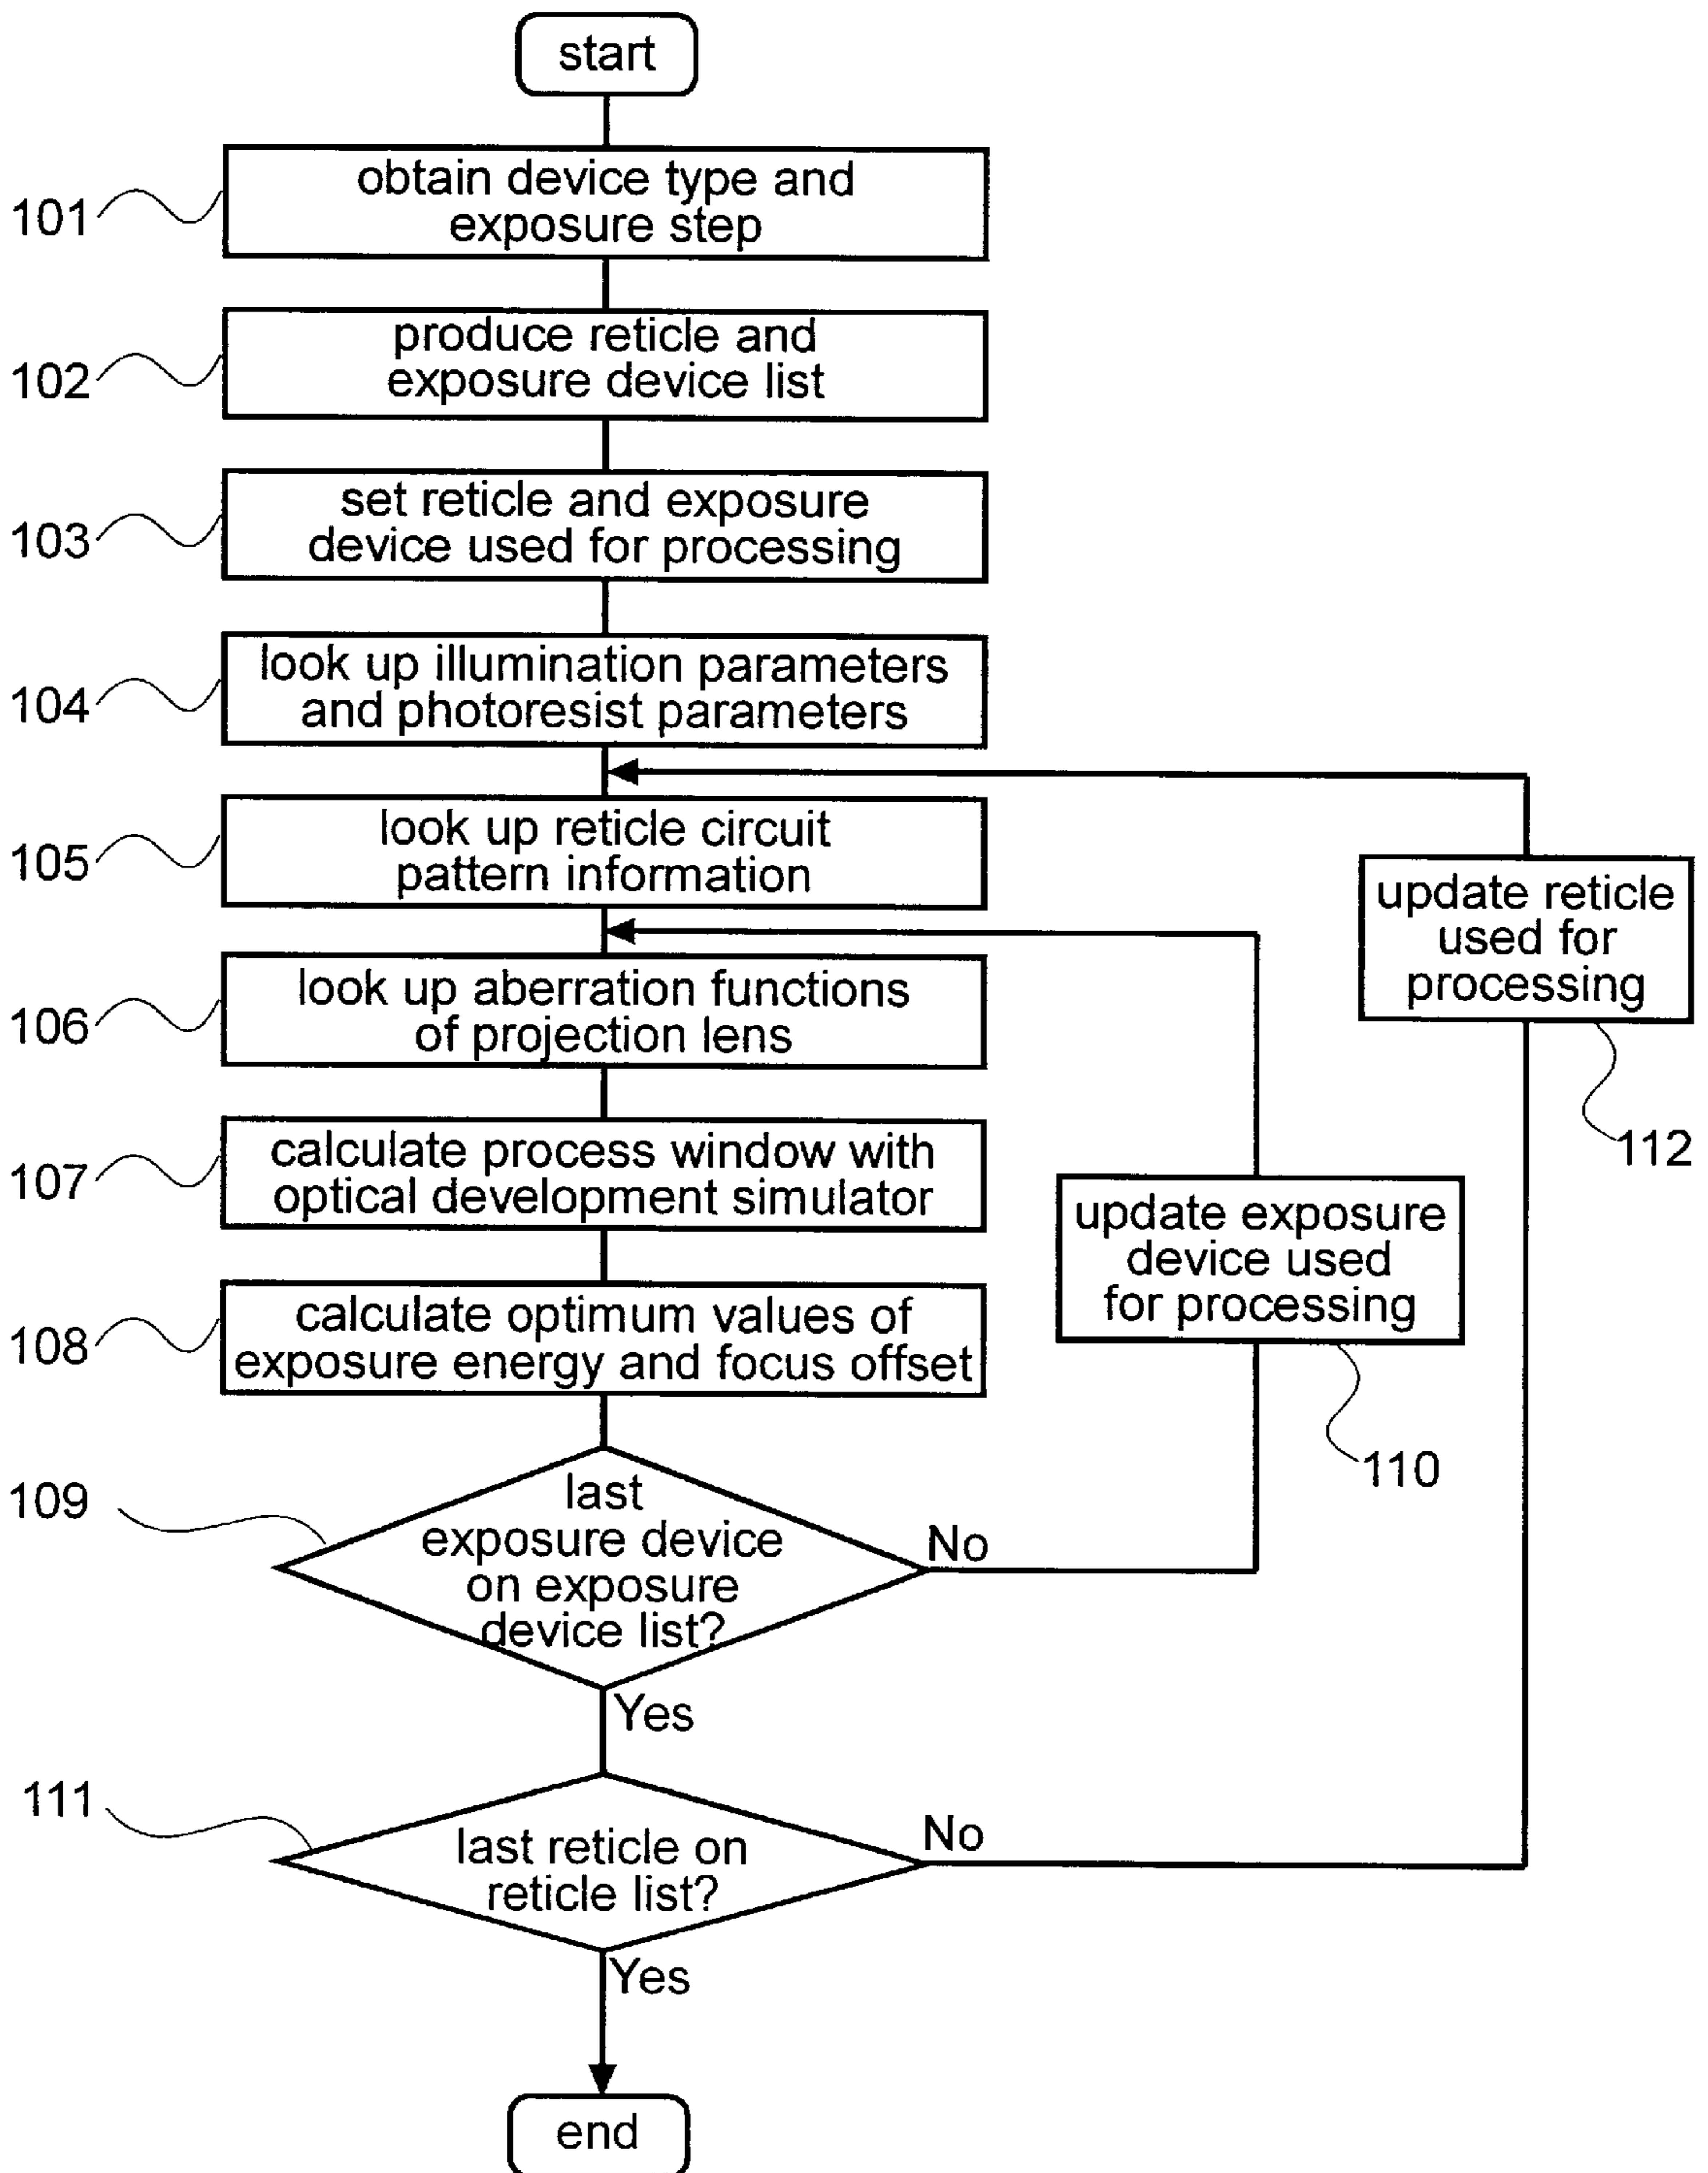 start
101
obtain device type and
exposure step
102
produce reticle and
exposure device list
103
set reticle and exposure
device used for processing
104
look up illumination parameters
and photoresist parameters
105
look up reticle circuit
pattern information
update reticle
used for
processing
112
106
look up aberration functions
of projection lens
107
calculate process window with
optical development simulator
update exposure
device used
for processing
110
108
calculate optimum values of
exposure energy and focus offset
109
last
exposure device
on exposure
device list?
No
Yes
111
last reticle on
reticle list?
No
Yes
end